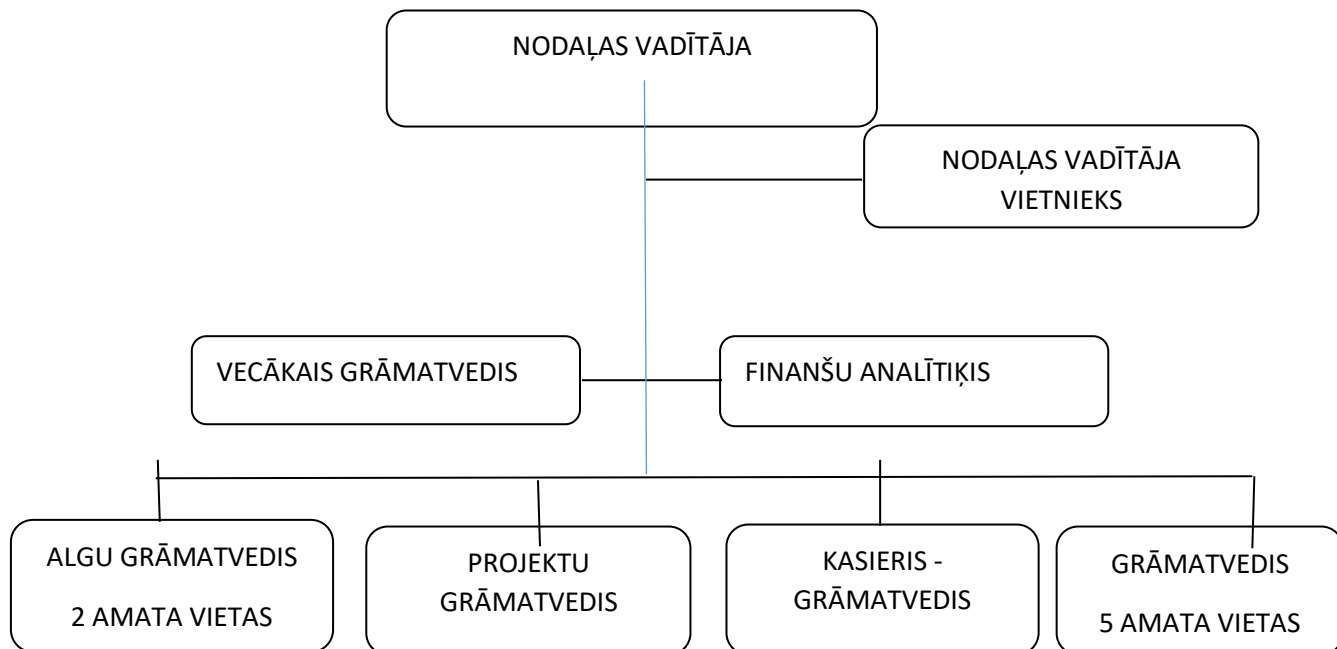 NODAĻAS VADĪTĀJA
NODAĻAS VADĪTĀJA
VIETNIEKS
VECĀKAIS GRĀMATVEDIS
FINANŠU ANALĪTIĶIS
ALGU GRĀMATVEDIS
2 AMATA VIETAS
PROJEKTU
GRĀMATVEDIS
KASIERIS -
GRĀMATVEDIS
GRĀMATVEDIS
5 AMATA VIETAS